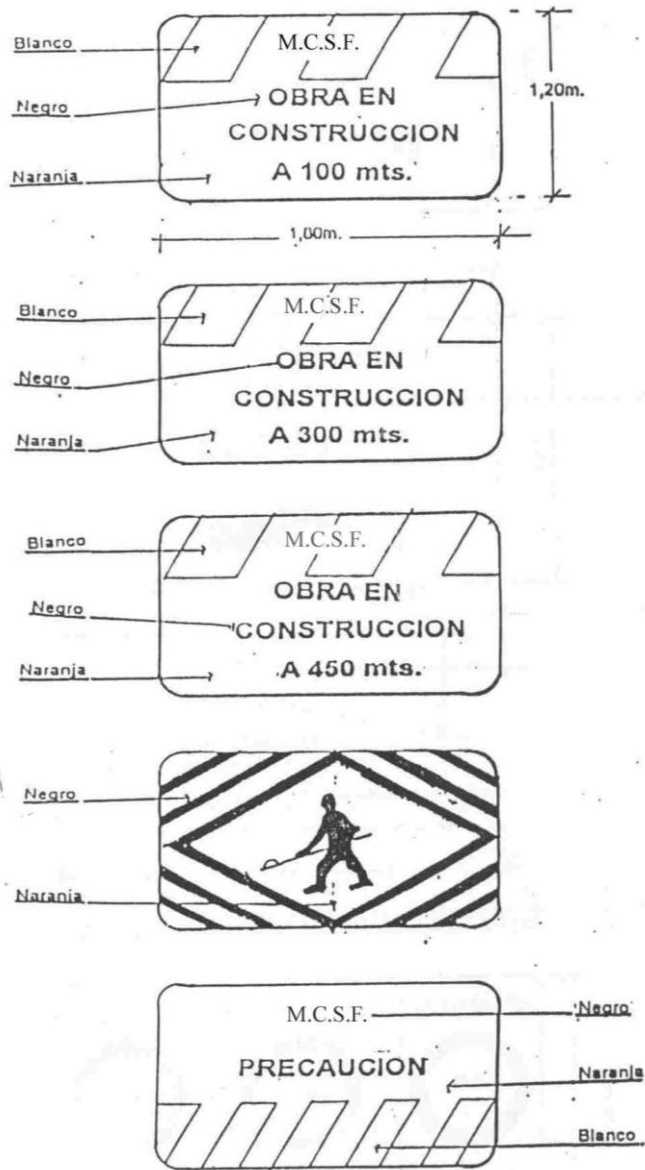 Blanco
M.C.S.F.
Negro
OBRA EN
CONSTRUCCION
Naranja
A 100 mts.
1,20m.
1,00m.
Blanco
M.C.S.F.
Negro
OBRA EN
CONSTRUCCION
Naranja
A 300 mts.
Blanco
M.C.S.F.
OBRA EN
Negro
CONSTRUCCION
Naranja
A 450 mts.
Negro
Naranja
M.C.S.F.
Negro
PRECAUCION
Naranja
Blanco